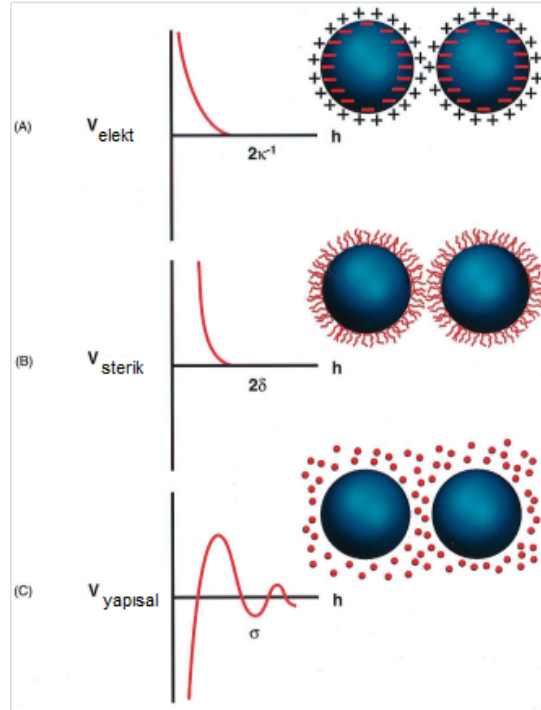 (A)
V elekt
h
2κ⁻¹
(B)
V sterik
h
2δ
(C)
V yapısal
h
σ